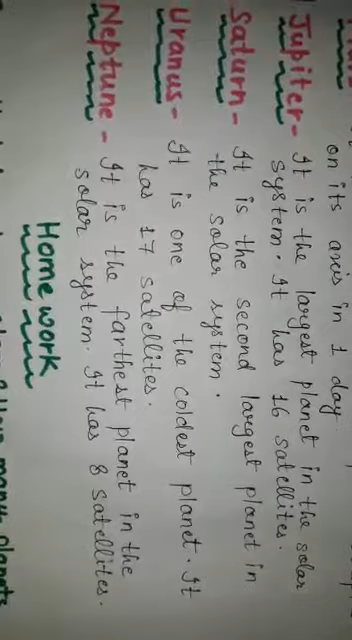 on its axis in 1 day
Jupiter- It is the largest planet in the solar
system. It has 16 satellites.
Saturn- It is the second largest planet in
the solar system.
Uranus- It is one of the coldest planet. It
has 17 satellites.
Neptune- It is the farthest planet in the
solar system. It has 8 satellites.
Home work
How many planets